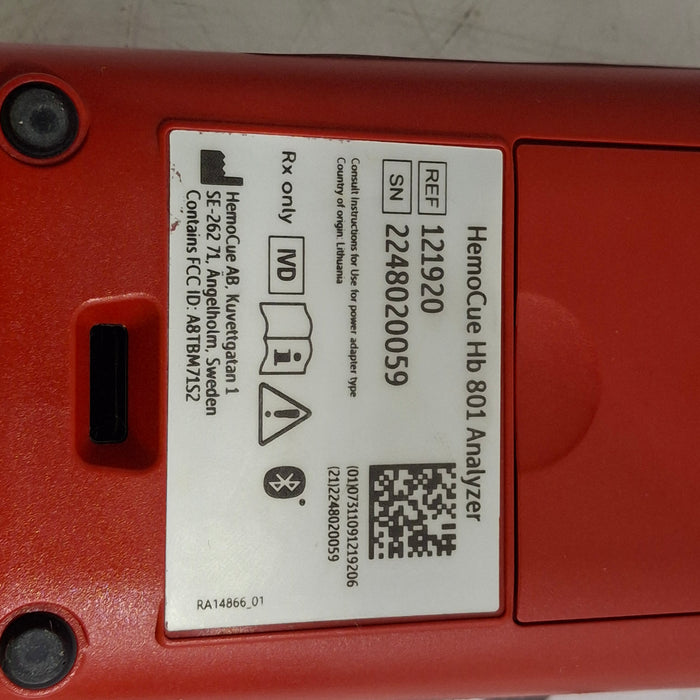 HemoCue Hb 801 Analyzer
REF 121920
SN 2248020059
Consult Instructions for Use for power adapter type
Country of origin: Lithuania
(01)07311091219206
(21)2248020059
Rx only IVD
HemoCue AB, Kuvettgatan 1
SE-262 71, Ängelholm, Sweden
Contains FCC ID: A8TBM71S2
RA14866_01